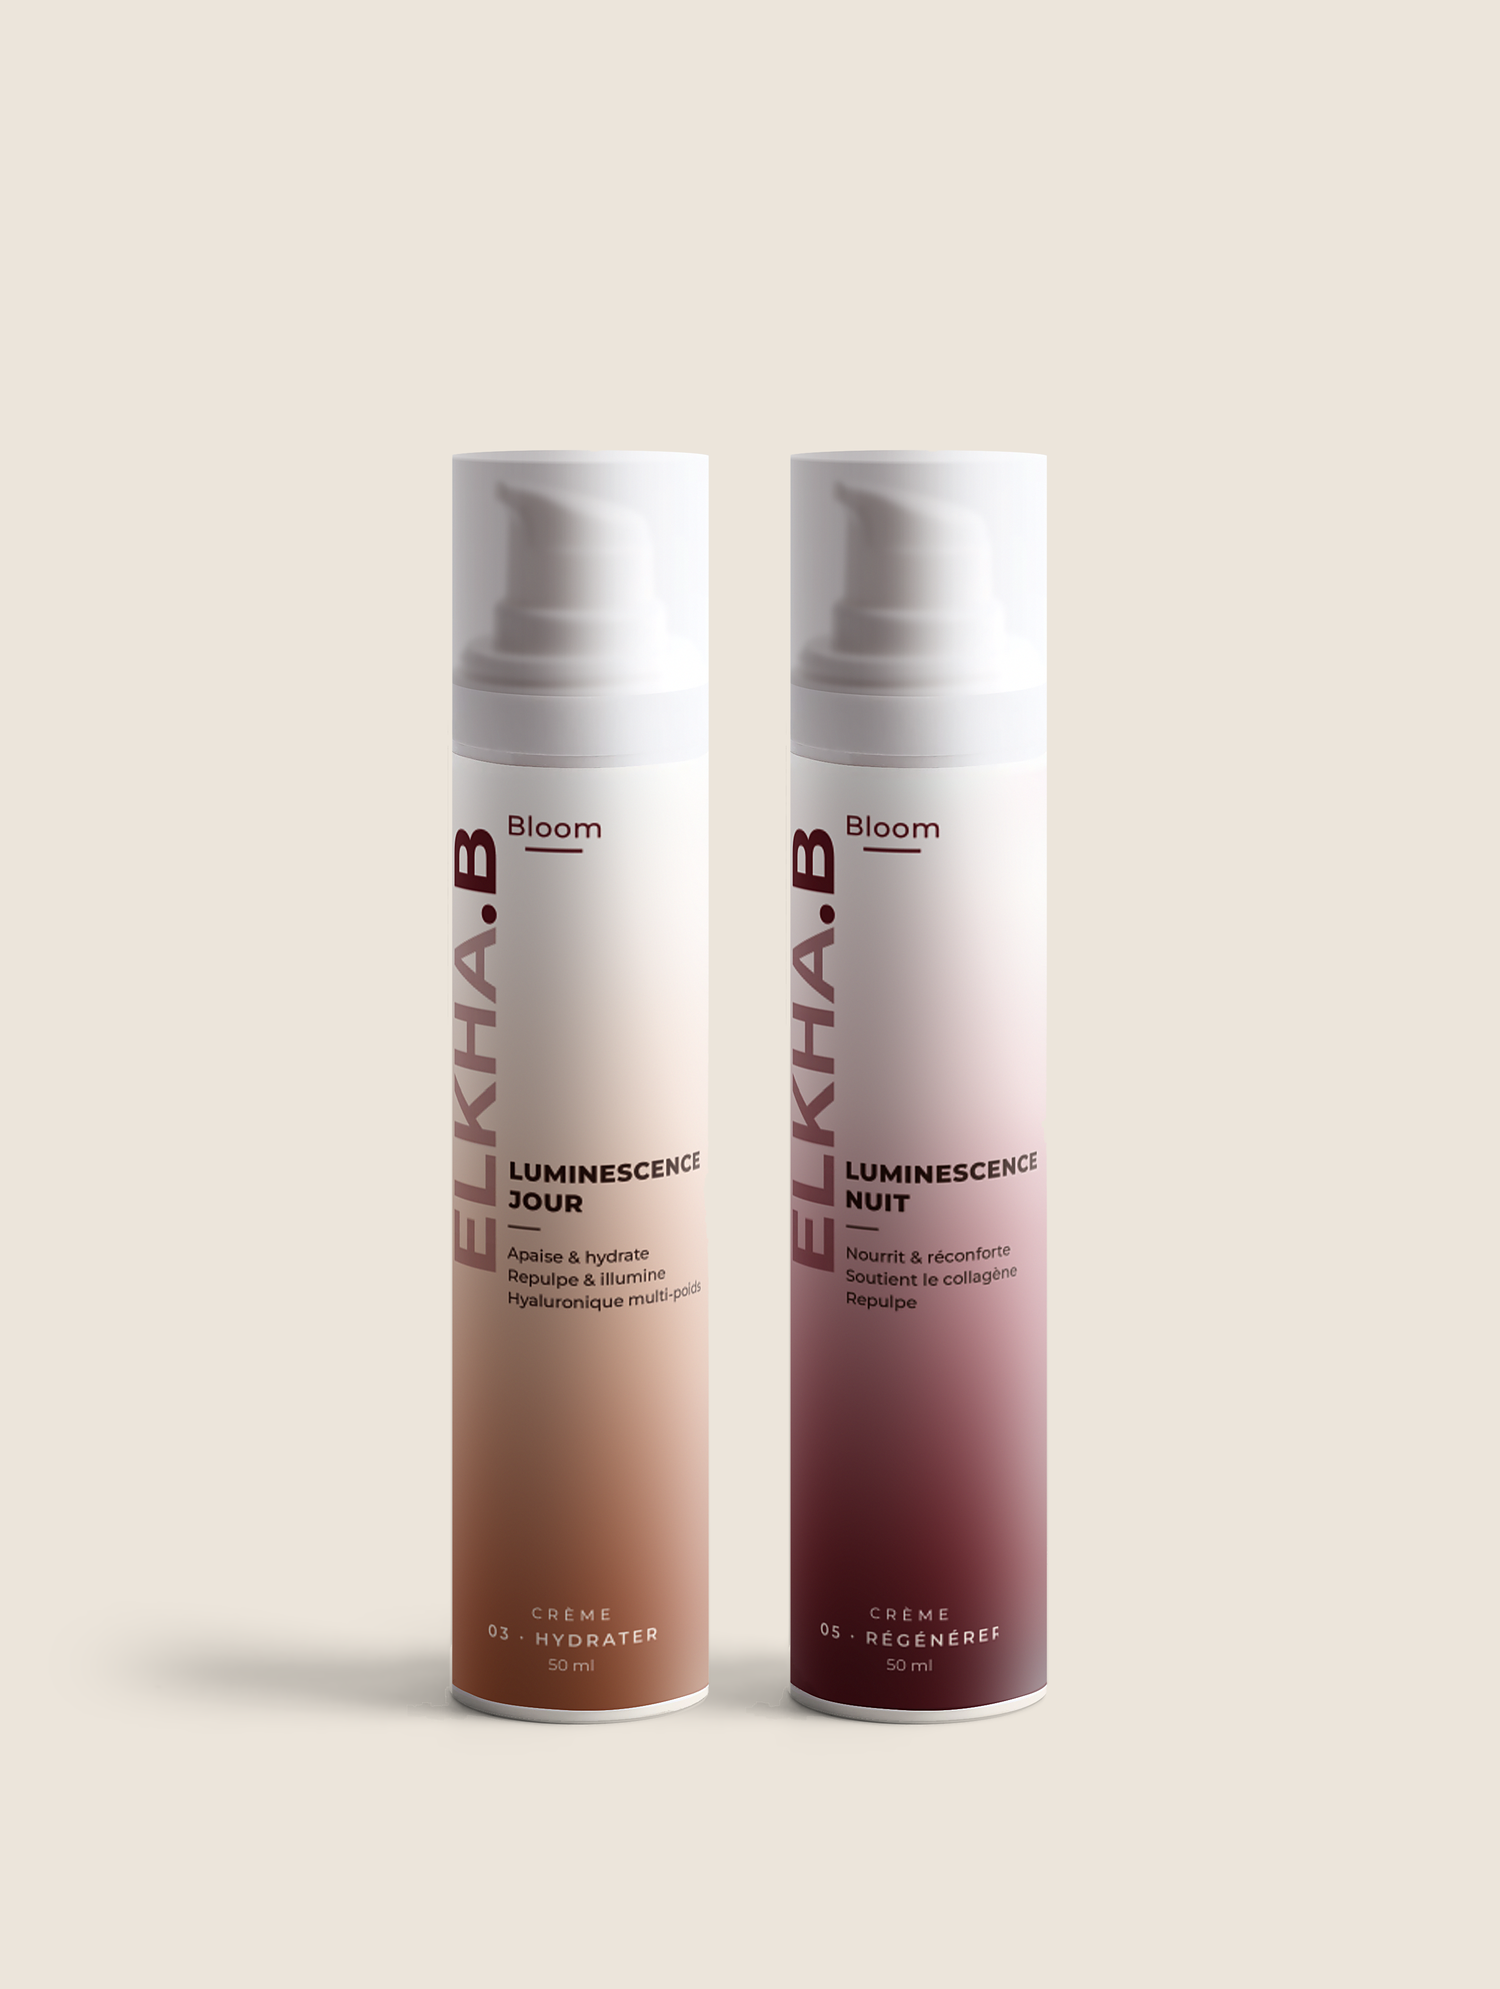 Bloom
ELKHA.B
LUMINESCENCE
JOUR
Apaise & hydrate
Repulpe & illumine
Hyaluronique multi-poids
CRÈME
03 · HYDRATER
50 ml
Bloom
ELKHA.B
LUMINESCENCE
NUIT
Nourrit & réconforte
Soutient le collagène
Repulpe
CRÈME
05 · RÉGÉNÉRER
50 ml